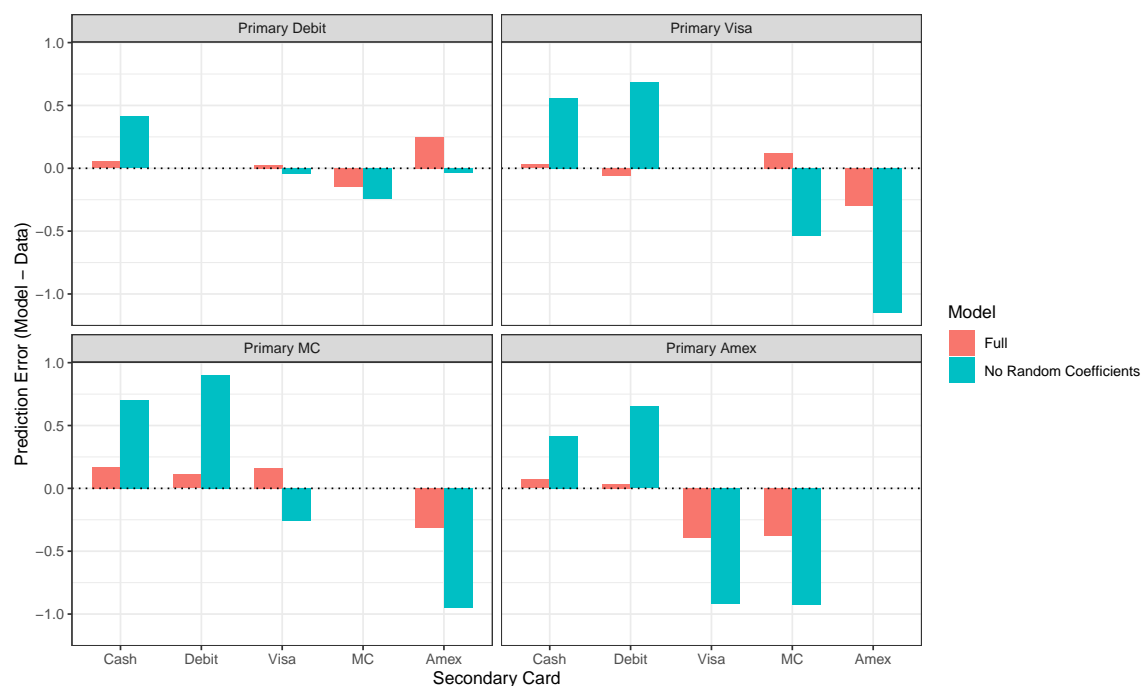 Primary Debit
Primary Visa
1.0
0.5
0.0
−0.5
−1.0
Primary MC
Primary Amex
1.0
0.5
0.0
−0.5
−1.0
Prediction Error (Model − Data)
Cash Debit Visa MC Amex
Cash Debit Visa MC Amex
Secondary Card
Model
Full
No Random Coefficients